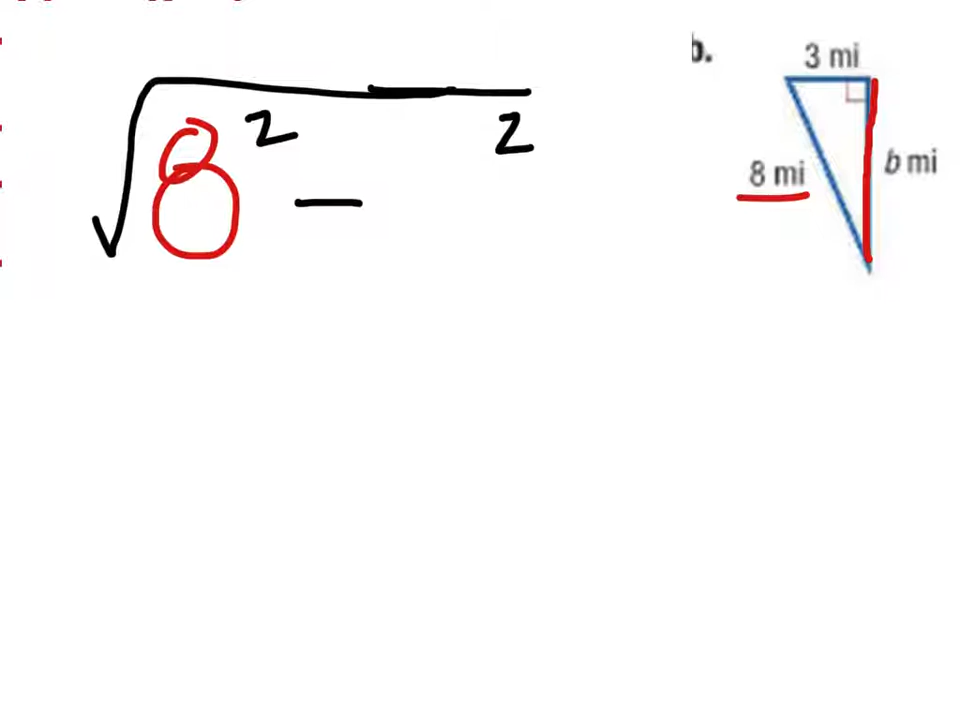 b.
3 mi
8 mi
b mi
√8² − ²